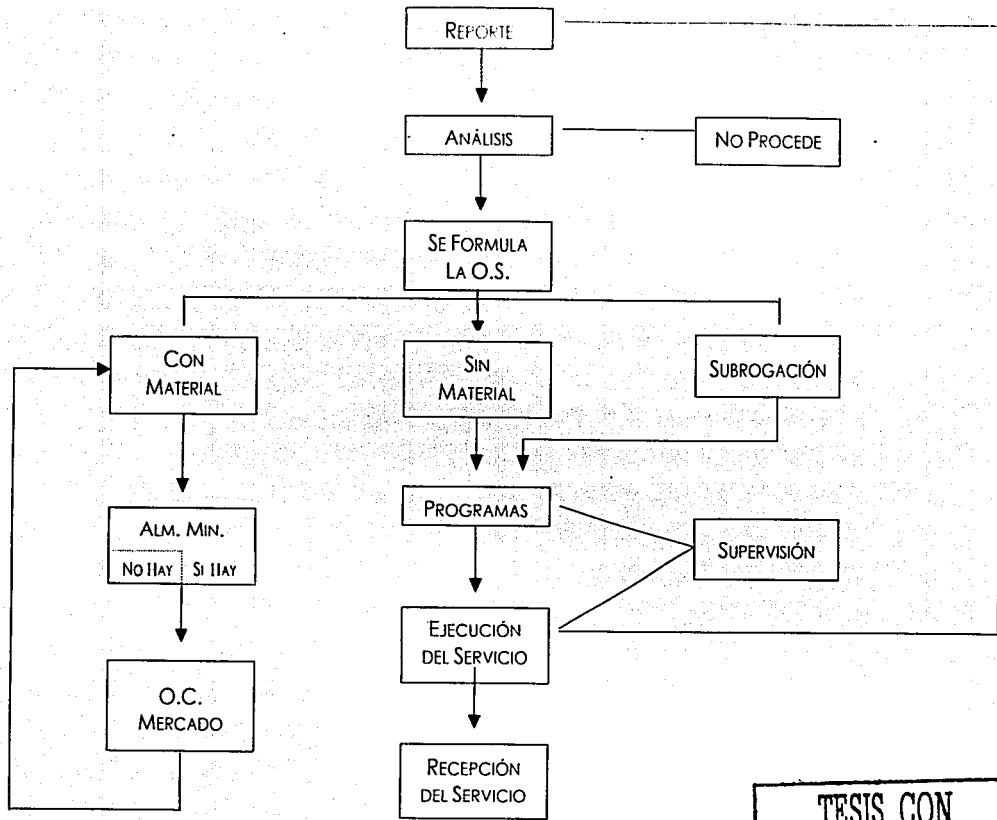 REPORTE
ANÁLISIS
NO PROCEDE
SE FORMULA
LA O.S.
CON
MATERIAL
SIN
MATERIAL
SUBROGACIÓN
PROGRAMAS
ALM. MIN.
NO HAY
SI HAY
SUPERVISIÓN
EJECUCIÓN
DEL SERVICIO
O.C.
MERCADO
RECEPCIÓN
DEL SERVICIO
TESIS CON